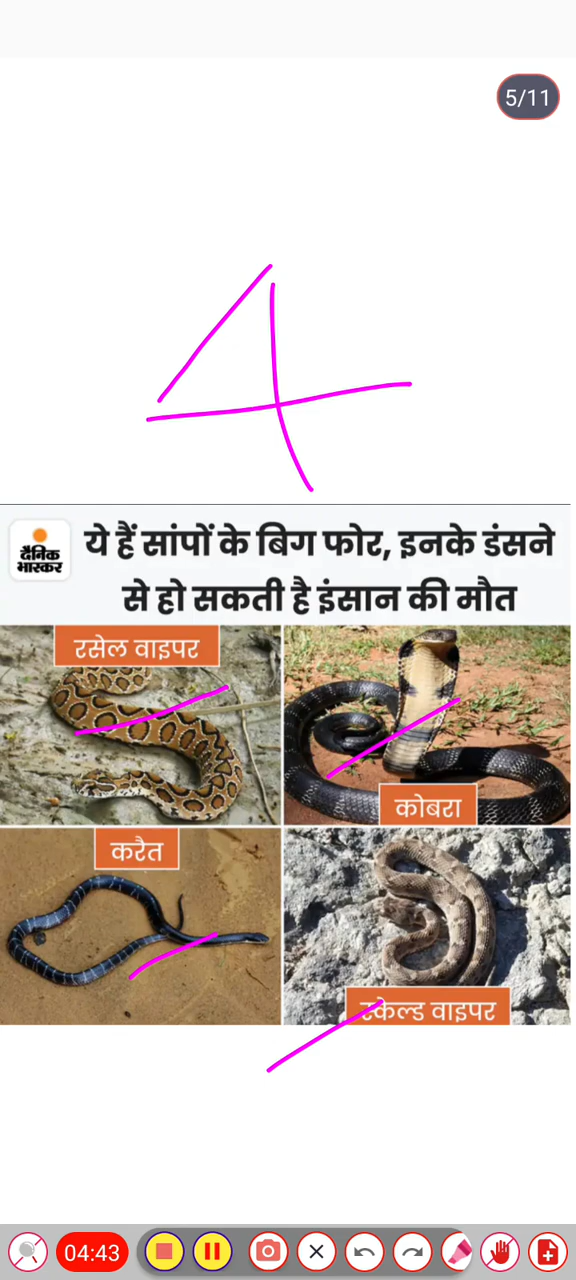 5/11
4
दैनिक
भास्कर
ये हैं सांपों के बिग फोर, इनके डंसने
से हो सकती है इंसान की मौत
रसेल वाइपर
कोबरा
करैत
स्केल्ड वाइपर
04:43